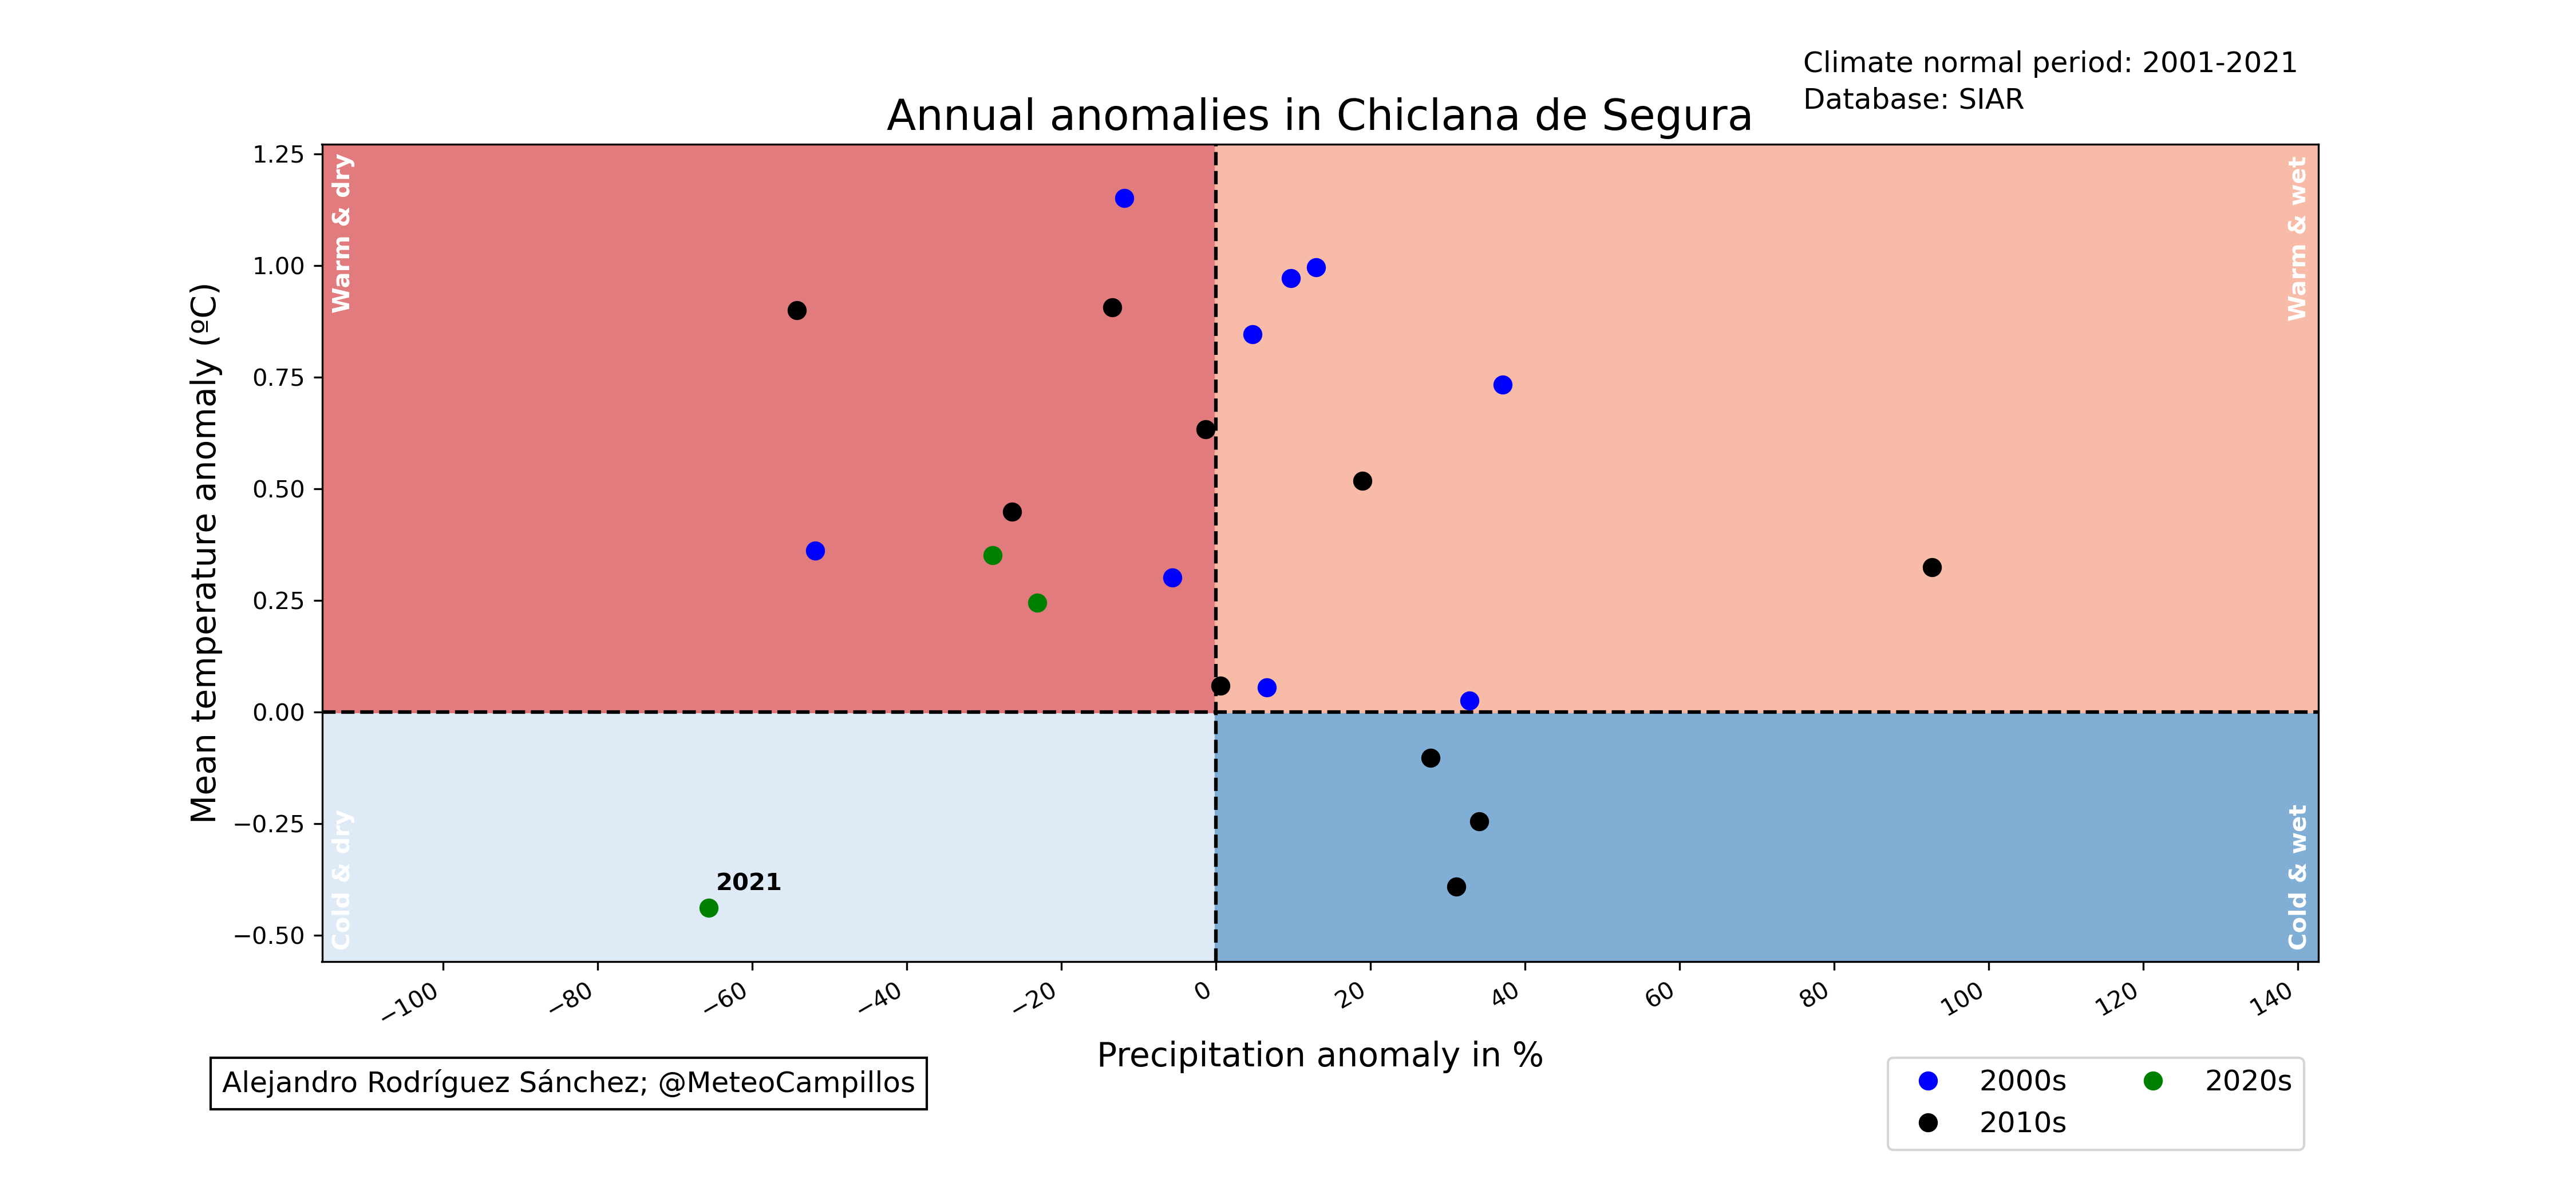 Climate normal period: 2001-2021
Database: SIAR
Annual anomalies in Chiclana de Segura
Warm & dry
Warm & wet
Cold & dry
Cold & wet
Mean temperature anomaly (ºC)
1.25
1.00
0.75
0.50
0.25
0.00
−0.25
−0.50
2021
−100 −80 −60 −40 −20 0 20 40 60 80 100 120 140
Precipitation anomaly in %
Alejandro Rodríguez Sánchez; @MeteoCampillos
2000s
2010s
2020s